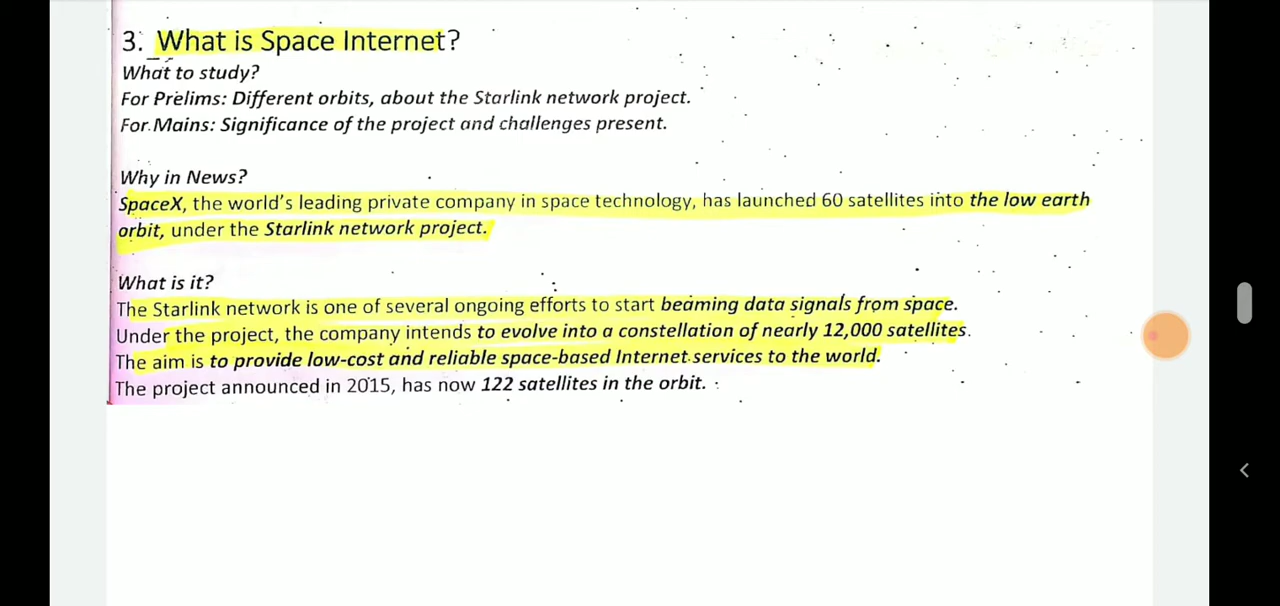 3. What is Space Internet?
What to study?
For Prelims: Different orbits, about the Starlink network project.
For Mains: Significance of the project and challenges present.
Why in News?
SpaceX, the world's leading private company in space technology, has launched 60 satellites into the low earth
orbit, under the Starlink network project.
What is it?
The Starlink network is one of several ongoing efforts to start beaming data signals from space.
Under the project, the company intends to evolve into a constellation of nearly 12,000 satellites.
The aim is to provide low-cost and reliable space-based Internet services to the world.
The project announced in 2015, has now 122 satellites in the orbit.